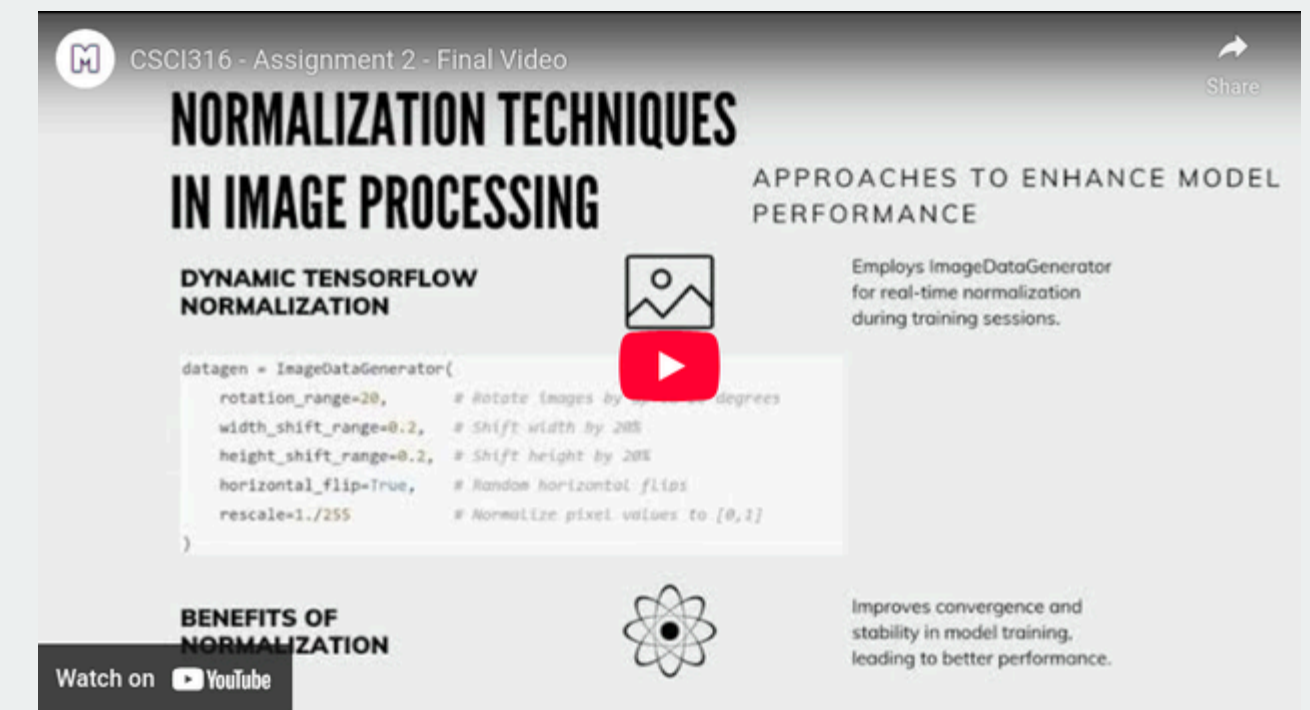 CSCI316 - Assignment 2 - Final Video
Share
NORMALIZATION TECHNIQUES
IN IMAGE PROCESSING
APPROACHES TO ENHANCE MODEL
PERFORMANCE
DYNAMIC TENSORFLOW
NORMALIZATION
Employs ImageDataGenerator
for real-time normalization
during training sessions.
datagen = ImageDataGenerator(
rotation_range=20, # Rotate images by degrees
width_shift_range=0.2, # Shift width by 20%
height_shift_range=0.2, # Shift height by 20%
horizontal_flip=True, # Random horizontal flips
rescale=1./255 # Normalize pixel values to [0,1]
)
BENEFITS OF
NORMALIZATION
Improves convergence and
stability in model training,
leading to better performance.
Watch on YouTube